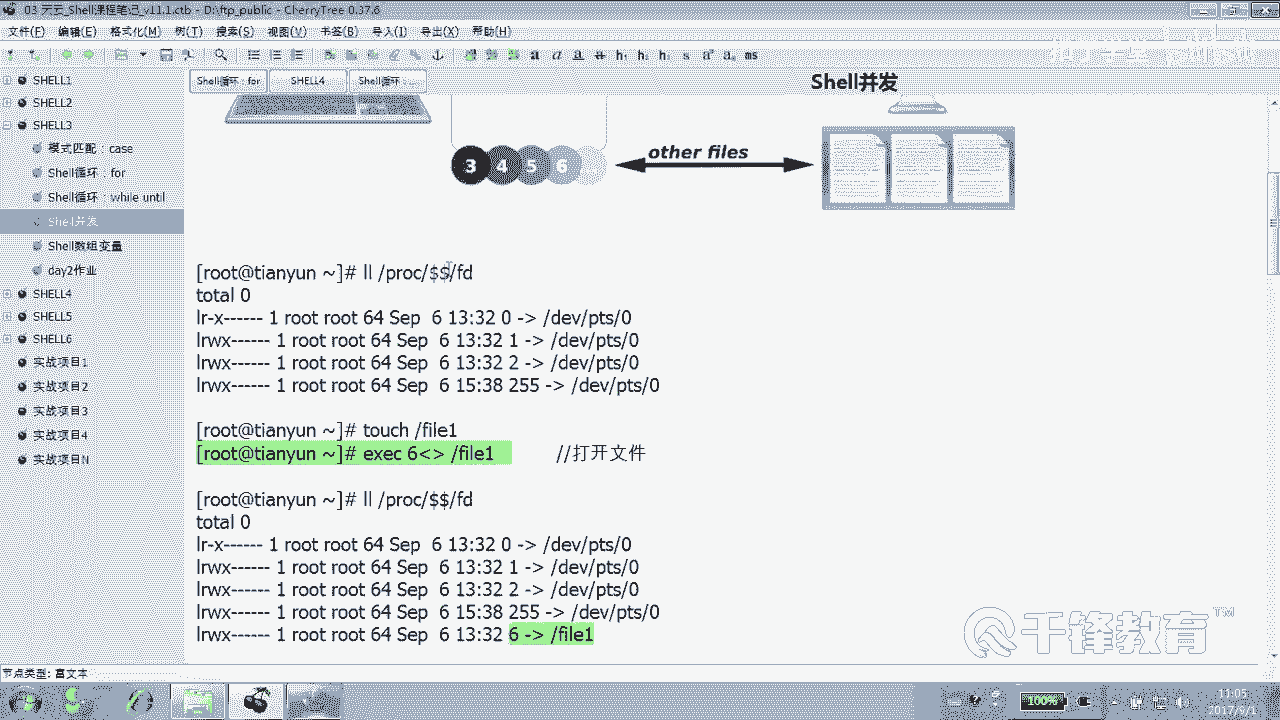 03 天云_Shell课程笔记_v11.1.ctb - D:\ftp_public - CherryTree 0.37.6
文件(F) 编辑(E) 格式化(M) 树(T) 搜索(S) 视图(V) 书签(B) 导入(I) 导出(X) 帮助(H)
a a a a h₁ h₂ h₃ s aª aₐ ms
Shell循环：for SHELL4 Shell循环：
Shell并发
SHELL1
SHELL2
SHELL3
模式匹配：case
Shell循环：for
Shell循环：while until
Shell并发
Shell数组变量
day2作业
SHELL4
SHELL5
SHELL6
实战项目1
实战项目2
实战项目3
实战项目4
实战项目N
3 4 5 6
other files
[root@tianyun ~]# ll /proc/$$/fd
total 0
lr-x------ 1 root root 64 Sep 6 13:32 0 -> /dev/pts/0
lrwx------ 1 root root 64 Sep 6 13:32 1 -> /dev/pts/0
lrwx------ 1 root root 64 Sep 6 13:32 2 -> /dev/pts/0
lrwx------ 1 root root 64 Sep 6 15:38 255 -> /dev/pts/0
[root@tianyun ~]# touch /file1
[root@tianyun ~]# exec 6<> /file1 //打开文件
[root@tianyun ~]# ll /proc/$$/fd
total 0
lr-x------ 1 root root 64 Sep 6 13:32 0 -> /dev/pts/0
lrwx------ 1 root root 64 Sep 6 13:32 1 -> /dev/pts/0
lrwx------ 1 root root 64 Sep 6 13:32 2 -> /dev/pts/0
lrwx------ 1 root root 64 Sep 6 15:38 255 -> /dev/pts/0
lrwx------ 1 root root 64 Sep 6 13:32 6 -> /file1
千锋教育™
节点类型: 富文本
100%
11:05
2017/9/1